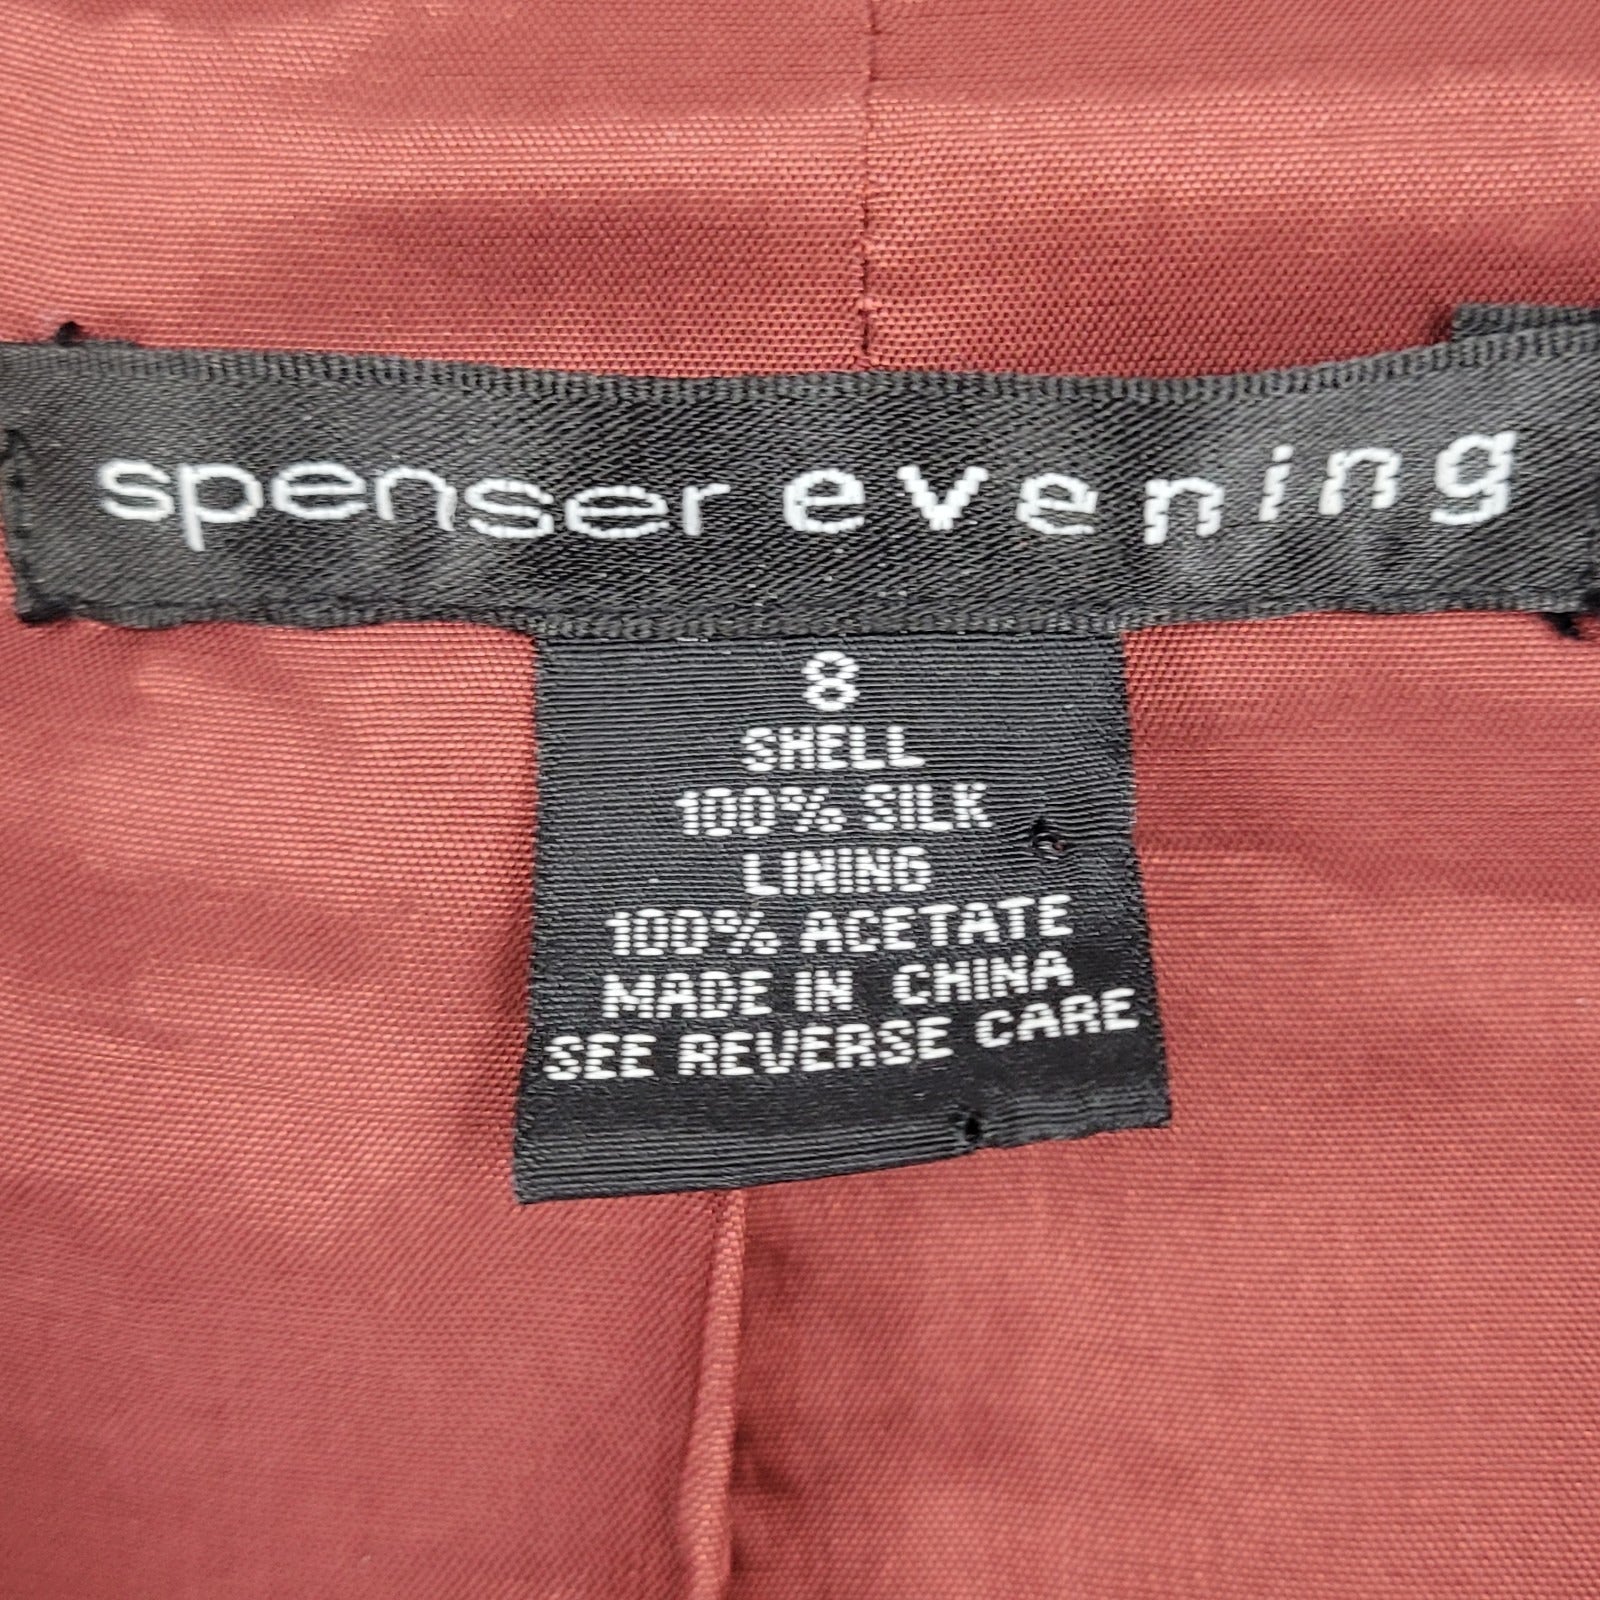 spenser evening
8
SHELL
100% SILK
LINING
100% ACETATE
MADE IN CHINA
SEE REVERSE CARE